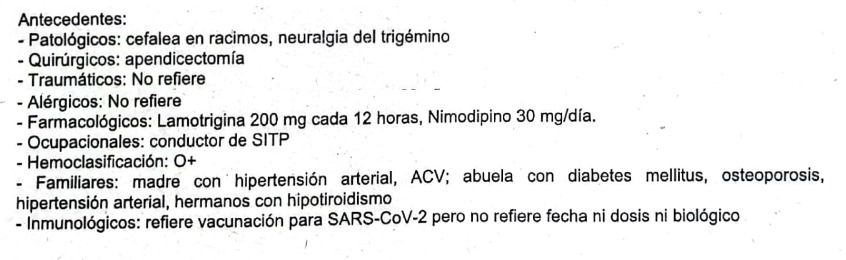 Antecedentes:
- Patológicos: cefalea en racimos, neuralgia del trigémino
- Quirúrgicos: apendicectomía
- Traumáticos: No refiere
- Alérgicos: No refiere
- Farmacológicos: Lamotrigina 200 mg cada 12 horas, Nimodipino 30 mg/día.
- Ocupacionales: conductor de SITP
- Hemoclasificación: O+
- Familiares: madre con hipertensión arterial, ACV; abuela con diabetes mellitus, osteoporosis,
hipertensión arterial, hermanos con hipotiroidismo
- Inmunológicos: refiere vacunación para SARS-CoV-2 pero no refiere fecha ni dosis ni biológico